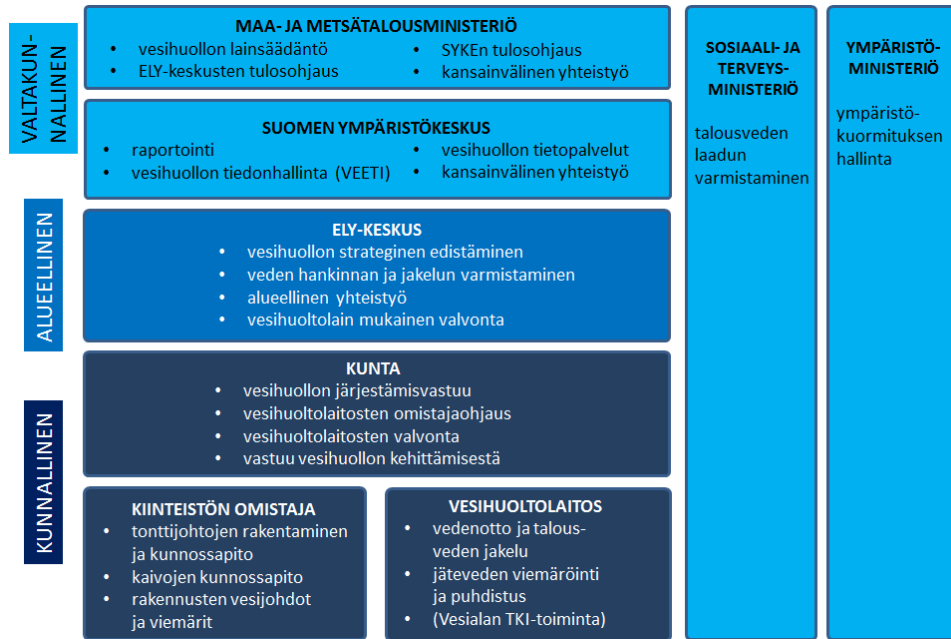 VALTAKUN-
NALLINEN
MAA- JA METSÄTALOUSMINISTERIÖ
• vesihuollon lainsäädäntö
• ELY-keskusten tulosohjaus
• SYKEn tulosohjaus
• kansainvälinen yhteistyö
SUOMEN YMPÄRISTÖKESKUS
• raportointi
• vesihuollon tiedonhallinta (VEETI)
• vesihuollon tietopalvelut
• kansainvälinen yhteistyö
ALUEELLINEN
ELY-KESKUS
• vesihuollon strateginen edistäminen
• veden hankinnan ja jakelun varmistaminen
• alueellinen yhteistyö
• vesihuoltolain mukainen valvonta
KUNNALLINEN
KUNTA
• vesihuollon järjestämisvastuu
• vesihuoltolaitosten omistajaohjaus
• vesihuoltolaitosten valvonta
• vastuu vesihuollon kehittämisestä
KIINTEISTÖN OMISTAJA
• tonttijohtojen rakentaminen
ja kunnossapito
• kaivojen kunnossapito
• rakennusten vesijohdot
ja viemärit
VESIHUOLTOLAITOS
• vedenotto ja talous-
veden jakelu
• jäteveden viemäröinti
ja puhdistus
• (Vesialan TKI-toiminta)
SOSIAALI- JA
TERVEYS-
MINISTERIÖ
talousveden
laadun
varmistaminen
YMPÄRISTÖ-
MINISTERIÖ
ympäristö-
kuormituksen
hallinta